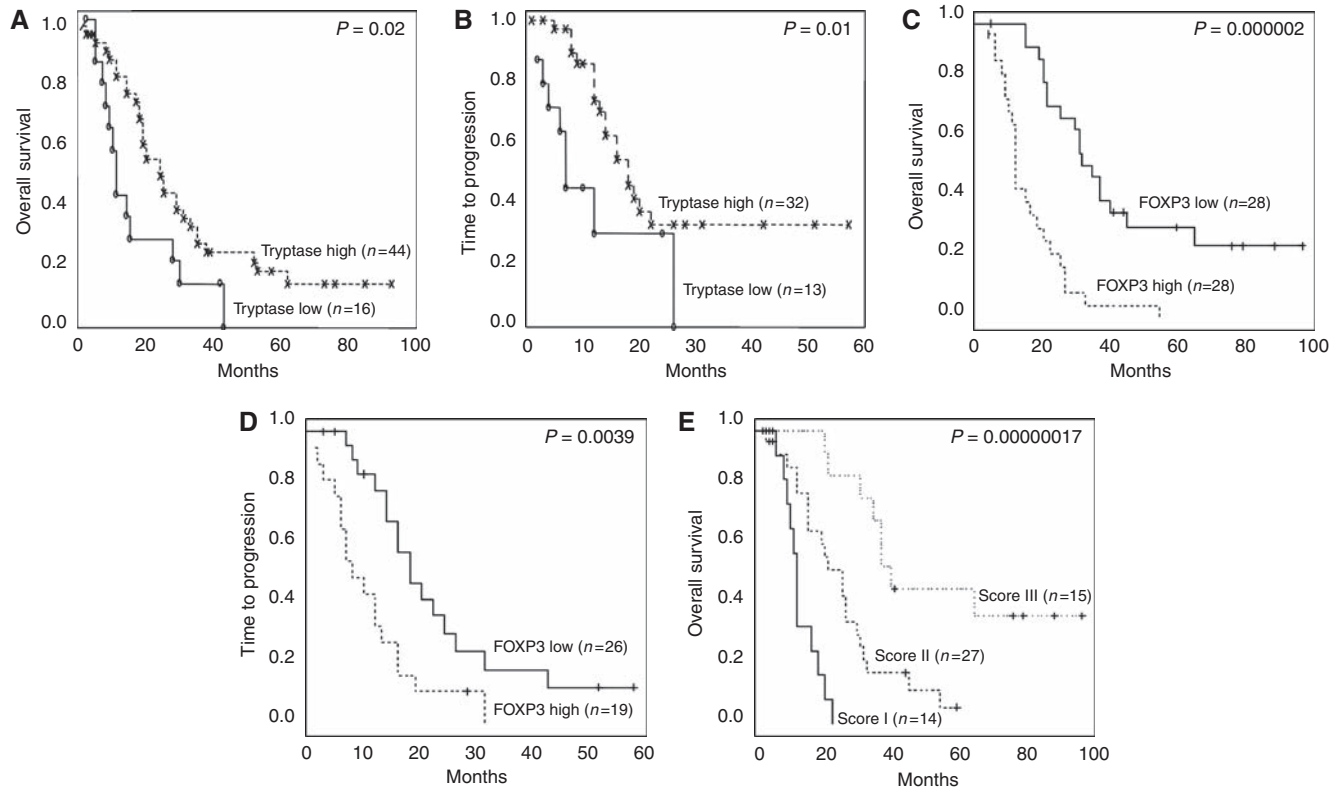 A
P = 0.02
Overall survival
1.0
0.8
0.6
0.4
0.2
0.0
Tryptase high (n=44)
Tryptase low (n=16)
0 20 40 60 80 100
Months
B
P = 0.01
Time to progression
1.0
0.8
0.6
0.4
0.2
0.0
Tryptase high (n=32)
Tryptase low (n=13)
0 10 20 30 40 50 60
Months
C
P = 0.000002
Overall survival
1.0
0.8
0.6
0.4
0.2
0.0
FOXP3 low (n=28)
FOXP3 high (n=28)
0 20 40 60 80 100
Months
D
P = 0.0039
Time to progression
1.0
0.8
0.6
0.4
0.2
0.0
FOXP3 low (n=26)
FOXP3 high (n=19)
0 10 20 30 40 50 60
Months
E
P = 0.00000017
Overall survival
1.0
0.8
0.6
0.4
0.2
0.0
Score III (n=15)
Score II (n=27)
Score I (n=14)
0 20 40 60 80 100
Months